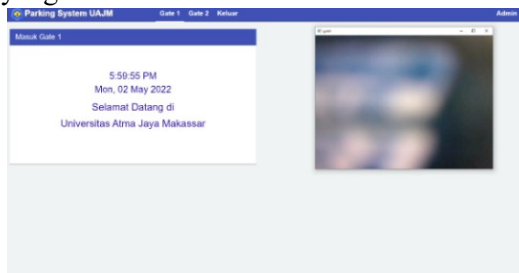 Parking System UAJM Gate 1 Gate 2 Keluar Admin
Masuk Gate 1
5:59:55 PM
Mon, 02 May 2022
Selamat Datang di
Universitas Atma Jaya Makassar